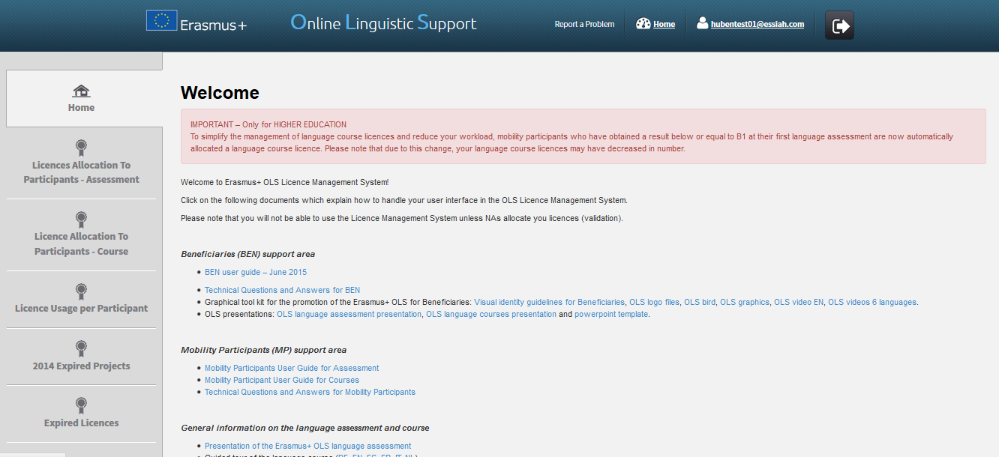 Erasmus+
Online Linguistic Support
Report a Problem
Home
hubentest01@essiah.com
Home
Licences Allocation To
Participants - Assessment
Licence Allocation To
Participants - Course
Licence Usage per Participant
2014 Expired Projects
Expired Licences
Welcome
IMPORTANT – Only for HIGHER EDUCATION
To simplify the management of language course licences and reduce your workload, mobility participants who have obtained a result below or equal to B1 at their first language assessment are now automatically
allocated a language course licence. Please note that due to this change, your language course licences may have decreased in number.
Welcome to Erasmus+ OLS Licence Management System!
Click on the following documents which explain how to handle your user interface in the OLS Licence Management System.
Please note that you will not be able to use the Licence Management System unless NAs allocate you licences (validation).
Beneficiaries (BEN) support area
BEN user guide – June 2015
Technical Questions and Answers for BEN
Graphical tool kit for the promotion of the Erasmus+ OLS for Beneficiaries: Visual identity guidelines for Beneficiaries, OLS logo files, OLS bird, OLS graphics, OLS video EN, OLS videos 6 languages.
OLS presentations: OLS language assessment presentation, OLS language courses presentation and powerpoint template.
Mobility Participants (MP) support area
Mobility Participants User Guide for Assessment
Mobility Participant User Guide for Courses
Technical Questions and Answers for Mobility Participants
General information on the language assessment and course
Presentation of the Erasmus+ OLS language assessment
Guided tour of the language course (DE, EN, ES, FR, IT, NL)